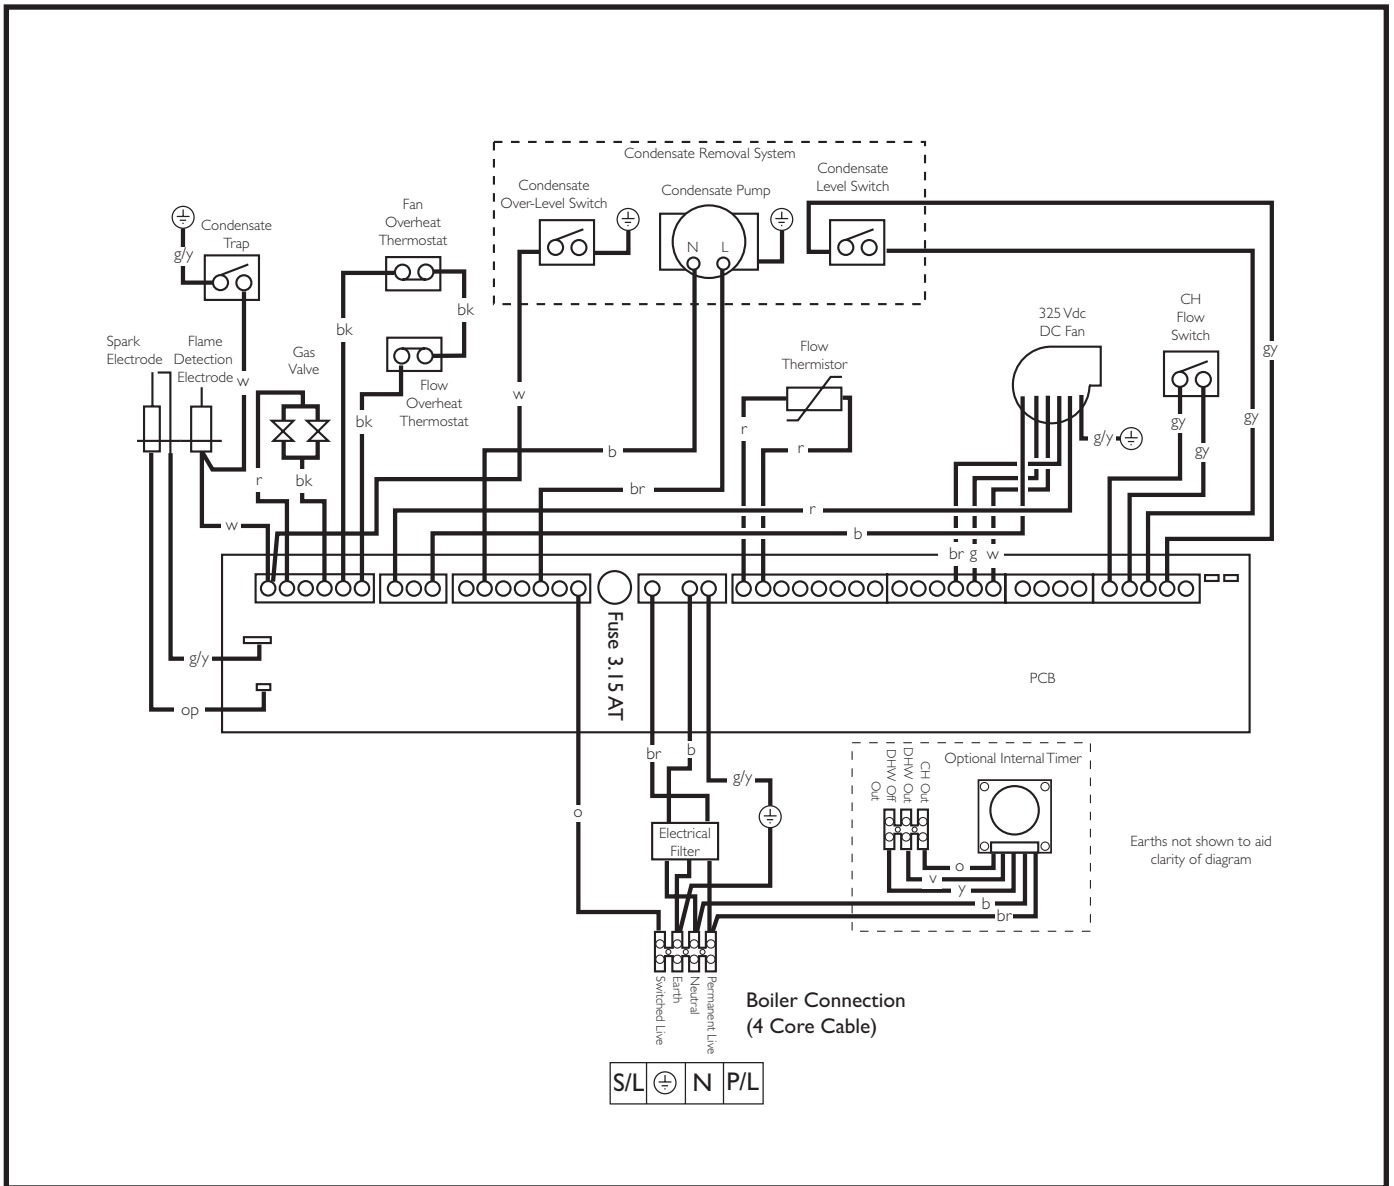 Condensate Removal System
Condensate
Over-Level Switch
Condensate Pump
Condensate
Level Switch
N
L
Fan
Overheat
Thermostat
Condensate
Trap
g/y
bk
bk
Spark
Electrode
Flame
Detection
Electrode
w
Gas
Valve
Flow
Overheat
Thermostat
bk
w
Flow
Thermistor
325 Vdc
DC Fan
CH
Flow
Switch
gy
gy
gy
gy
g/y
r
r
r
bk
b
br
r
b
w
br
g
w
Fuse 3.15 AT
PCB
g/y
op
br
b
g/y
o
Electrical
Filter
Optional Internal Timer
DHW Off
Out
DHW Out
CH Out
o
v
y
b
br
Earths not shown to aid
clarity of diagram
Switched Live
Earth
Neutral
Permanent Live
Boiler Connection
(4 Core Cable)
S/L
N
P/L